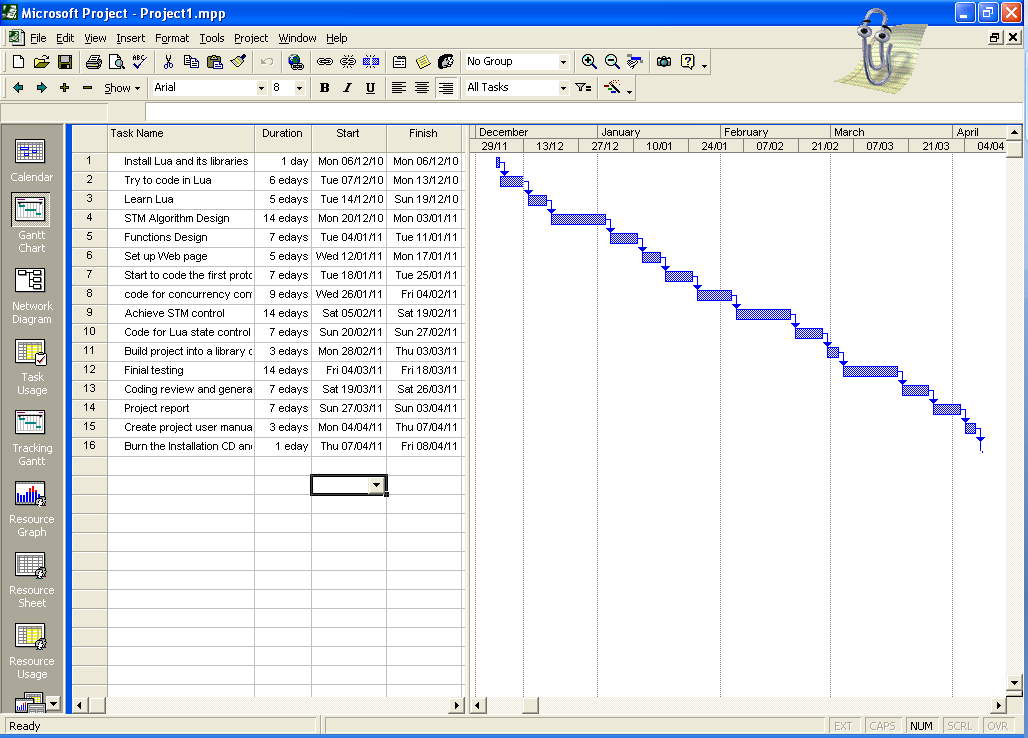 Microsoft Project - Project1.mpp
File Edit View Insert Format Tools Project Window Help
No Group
Show Arial 8 B I U All Tasks
Task Name Duration Start Finish
December January February March April
29/11 13/12 27/12 10/01 24/01 07/02 21/02 07/03 21/03 04/04
1 Install Lua and its libraries 1 day Mon 06/12/10 Mon 06/12/10
2 Try to code in Lua 6 edays Tue 07/12/10 Mon 13/12/10
3 Learn Lua 5 edays Tue 14/12/10 Sun 19/12/10
4 STM Algorithm Design 14 edays Mon 20/12/10 Mon 03/01/11
5 Functions Design 7 edays Tue 04/01/11 Tue 11/01/11
6 Set up Web page 5 edays Wed 12/01/11 Mon 17/01/11
7 Start to code the first proto 7 edays Tue 18/01/11 Tue 25/01/11
8 code for concurrency con 9 edays Wed 26/01/11 Fri 04/02/11
9 Achieve STM control 14 edays Sat 05/02/11 Sat 19/02/11
10 Code for Lua state control 7 edays Sun 20/02/11 Sun 27/02/11
11 Build project into a library 3 edays Mon 28/02/11 Thu 03/03/11
12 Finial testing 14 edays Fri 04/03/11 Fri 18/03/11
13 Coding review and genera 7 edays Sat 19/03/11 Sat 26/03/11
14 Project report 7 edays Sun 27/03/11 Sun 03/04/11
15 Create project user manua 3 edays Mon 04/04/11 Thu 07/04/11
16 Burn the Installation CD an 1 eday Thu 07/04/11 Fri 08/04/11
Calendar
Gantt
Chart
Network
Diagram
Task
Usage
Tracking
Gantt
Resource
Graph
Resource
Sheet
Resource
Usage
Ready EXT CAPS NUM SCRL OVR